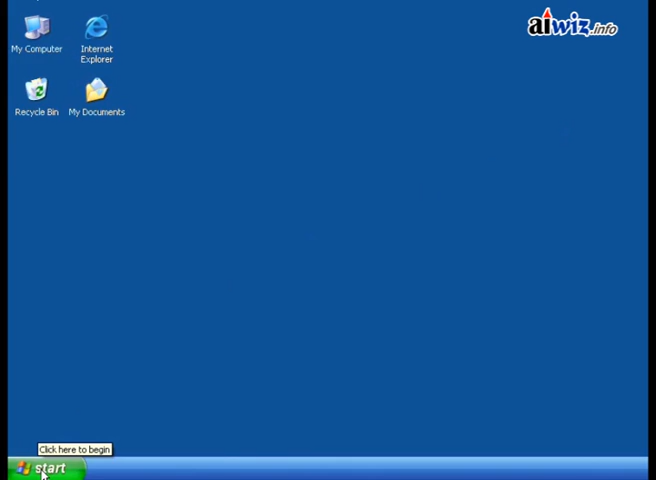 aiwiz.info
My Computer
Internet
Explorer
Recycle Bin
My Documents
Click here to begin
start